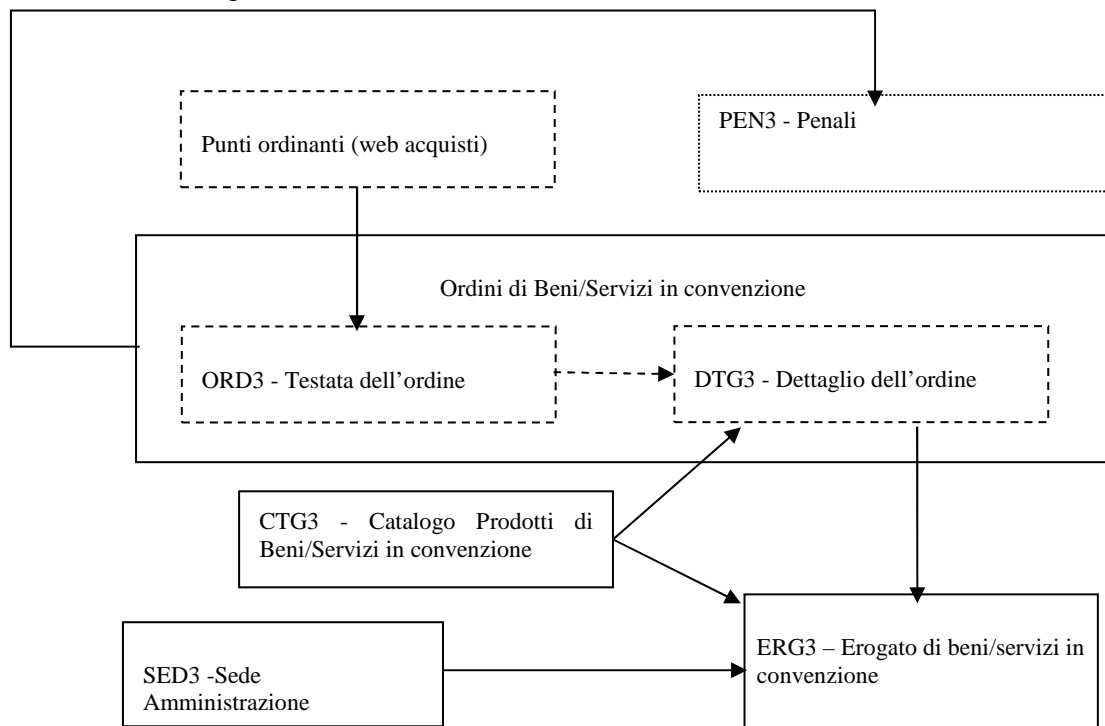 Punti ordinanti (web acquisti)
PEN3 - Penali
Ordini di Beni/Servizi in convenzione
ORD3 - Testata dell’ordine
DTG3 - Dettaglio dell’ordine
CTG3 - Catalogo Prodotti di
Beni/Servizi in convenzione
SED3 -Sede
Amministrazione
ERG3 – Erogato di beni/servizi in
convenzione